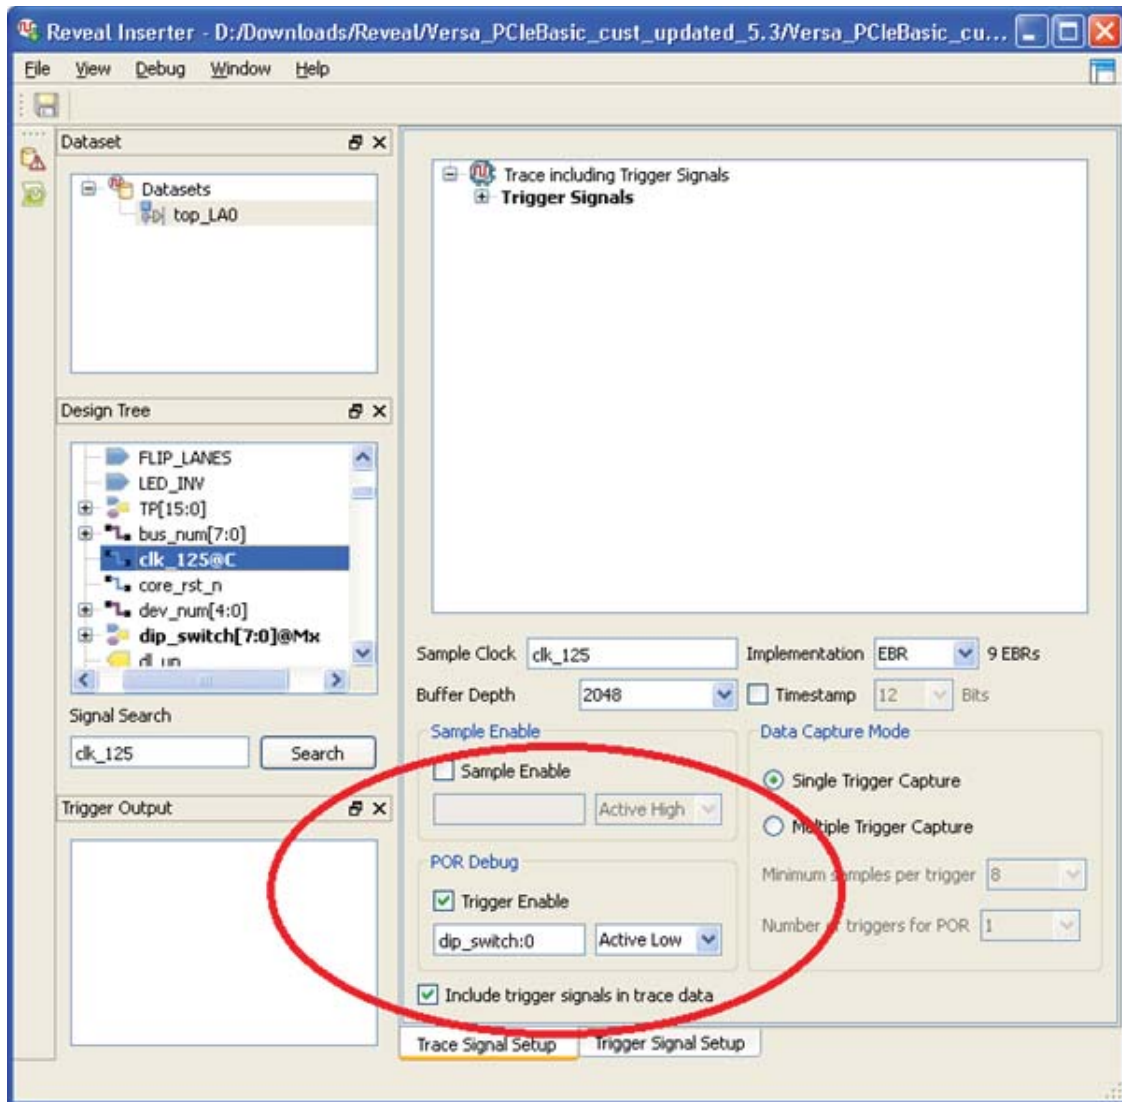 Reveal Inserter - D:/Downloads/Reveal/Versa_PCIeBasic_cust_updated_5.3/Versa_PCIeBasic_cu...
File View Debug Window Help
Dataset
Datasets
top_LA0
Design Tree
FLIP_LANES
LED_INV
TP[15:0]
bus_num[7:0]
clk_125@C
core_rst_n
dev_num[4:0]
dip_switch[7:0]@Mx
dl_up
Signal Search
clk_125 Search
Trigger Output
Trace including Trigger Signals
Trigger Signals
Sample Clock clk_125 Implementation EBR 9 EBRs
Buffer Depth 2048 Timestamp 12 Bits
Sample Enable
Sample Enable
Active High
POR Debug
Trigger Enable
dip_switch:0 Active Low
Include trigger signals in trace data
Data Capture Mode
Single Trigger Capture
Multiple Trigger Capture
Minimum samples per trigger 8
Number of triggers for POR 1
Trace Signal Setup Trigger Signal Setup